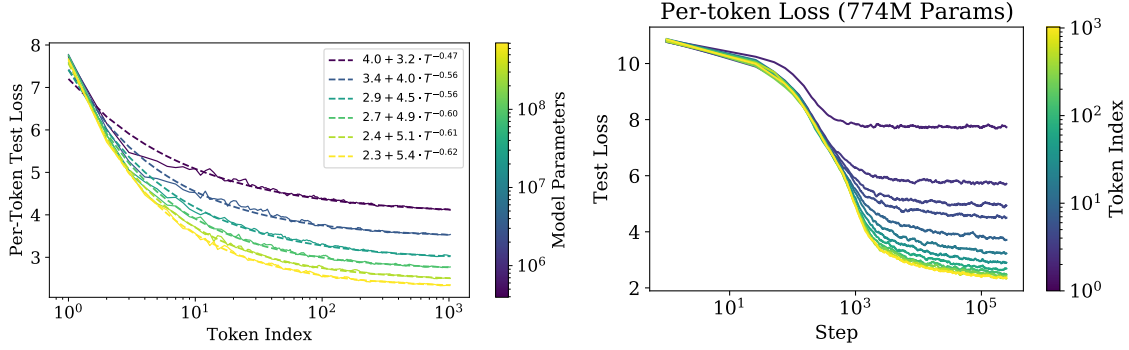 Per-token Loss (774M Params)
8
7
6
5
4
3
Per-Token Test Loss
10^0
10^1
10^2
10^3
Token Index
4.0 + 3.2 · T^−0.47
3.4 + 4.0 · T^−0.56
2.9 + 4.5 · T^−0.56
2.7 + 4.9 · T^−0.60
2.4 + 5.1 · T^−0.61
2.3 + 5.4 · T^−0.62
10^8
10^7
10^6
Model Parameters
10
8
6
4
2
Test Loss
10^1
10^3
10^5
Step
10^3
10^2
10^1
10^0
Token Index